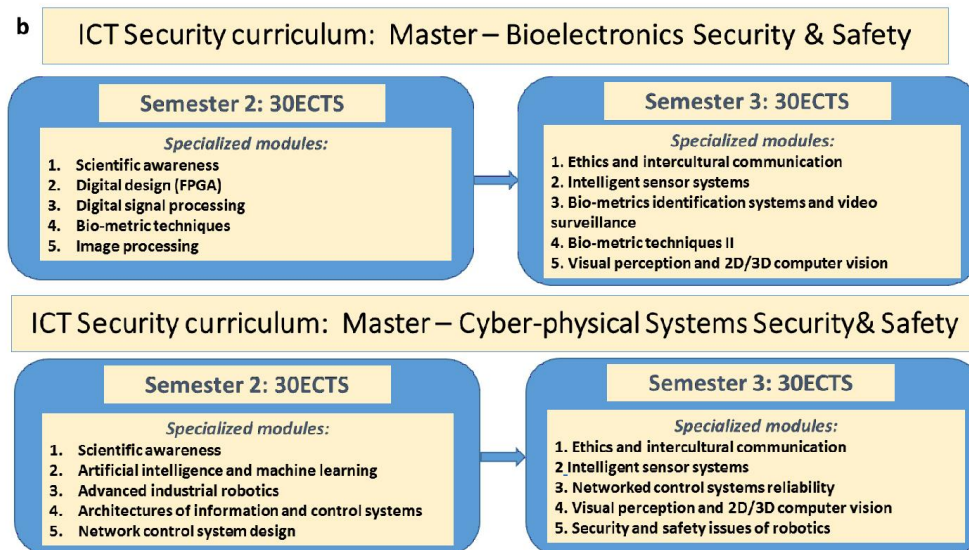 b
ICT Security curriculum: Master – Bioelectronics Security & Safety
Semester 2: 30ECTS
Specialized modules:
1. Scientific awareness
2. Digital design (FPGA)
3. Digital signal processing
4. Bio-metric techniques
5. Image processing
Semester 3: 30ECTS
Specialized modules:
1. Ethics and intercultural communication
2. Intelligent sensor systems
3. Bio-metrics identification systems and video
surveillance
4. Bio-metric techniques II
5. Visual perception and 2D/3D computer vision
ICT Security curriculum: Master – Cyber-physical Systems Security& Safety
Semester 2: 30ECTS
Specialized modules:
1. Scientific awareness
2. Artificial intelligence and machine learning
3. Advanced industrial robotics
4. Architectures of information and control systems
5. Network control system design
Semester 3: 30ECTS
Specialized modules:
1. Ethics and intercultural communication
2 Intelligent sensor systems
3. Networked control systems reliability
4. Visual perception and 2D/3D computer vision
5. Security and safety issues of robotics